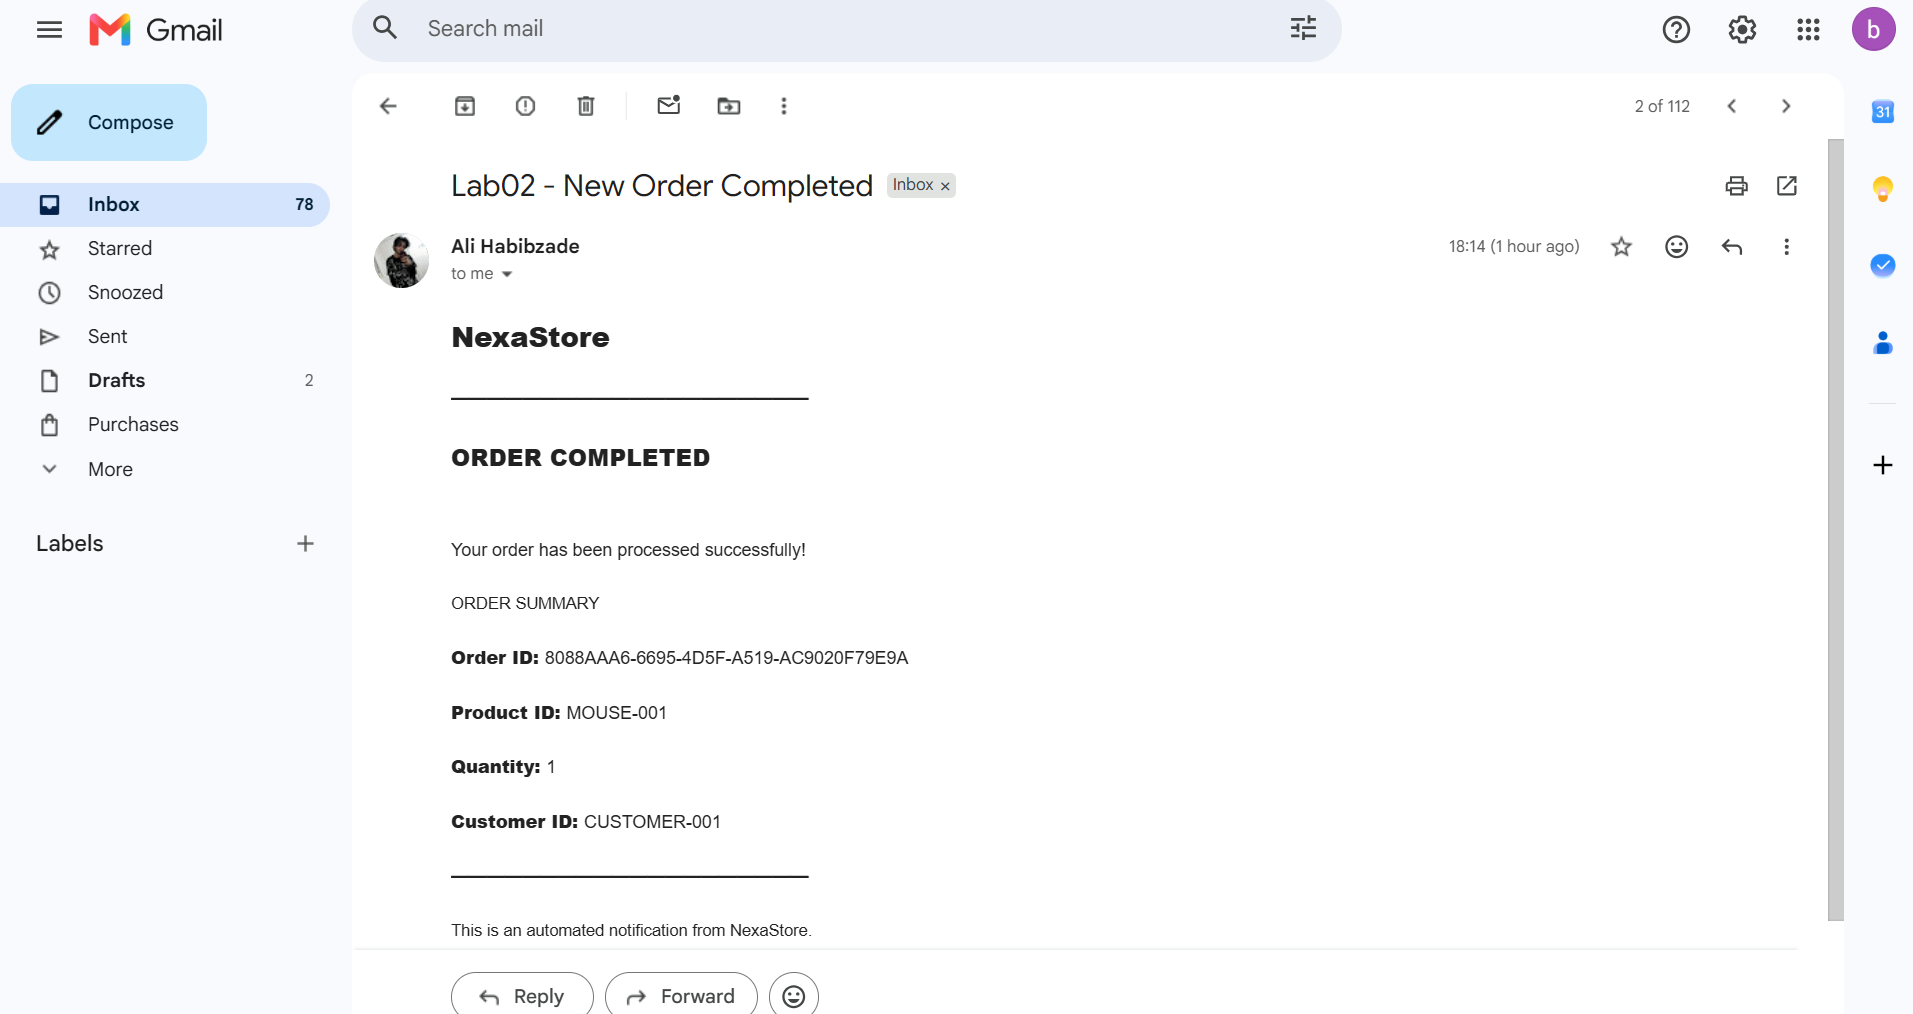 Gmail
Search mail
b
Compose
2 of 112
31
Inbox 78
Starred
Snoozed
Sent
Drafts 2
Purchases
More
Labels
Lab02 - New Order Completed Inbox ×
Ali Habibzade
18:14 (1 hour ago)
to me
NexaStore
ORDER COMPLETED
Your order has been processed successfully!
ORDER SUMMARY
Order ID: 8088AAA6-6695-4D5F-A519-AC9020F79E9A
Product ID: MOUSE-001
Quantity: 1
Customer ID: CUSTOMER-001
This is an automated notification from NexaStore.
Reply
Forward